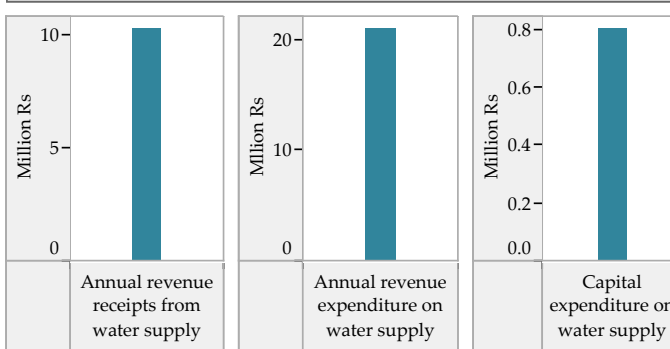 10
5
0
Million Rs
Annual revenue
receipts from
water supply
20
10
0
Mllion Rs
Annual revenue
expenditure on
water supply
0.8
0.6
0.4
0.2
0.0
Million Rs
Capital
expenditure on
water supply